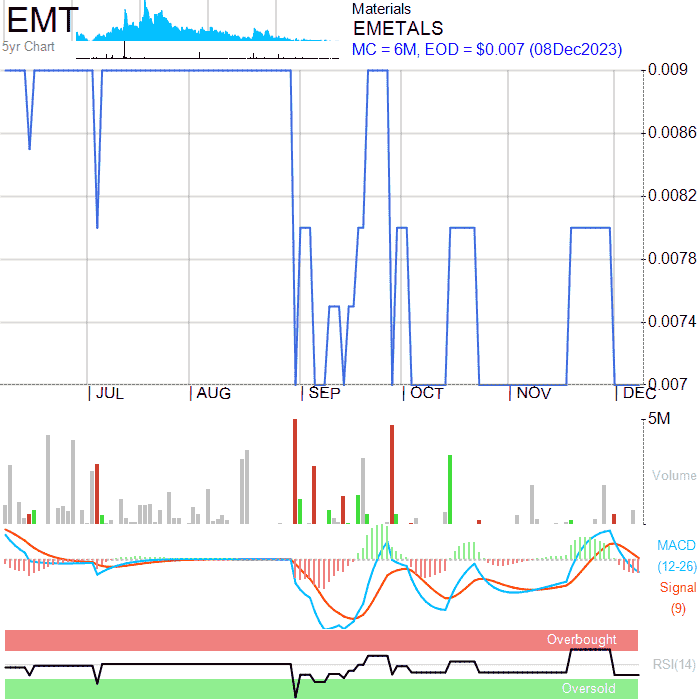 EMT
5yr Chart
Materials
EMETALS
MC = 6M, EOD = $0.007 (08Dec2023)
0.009
0.0086
0.0082
0.0078
0.0074
0.007
JUL AUG SEP OCT NOV DEC
5M
Volume
MACD
(12-26)
Signal
(9)
Overbought
RSI(14)
Oversold